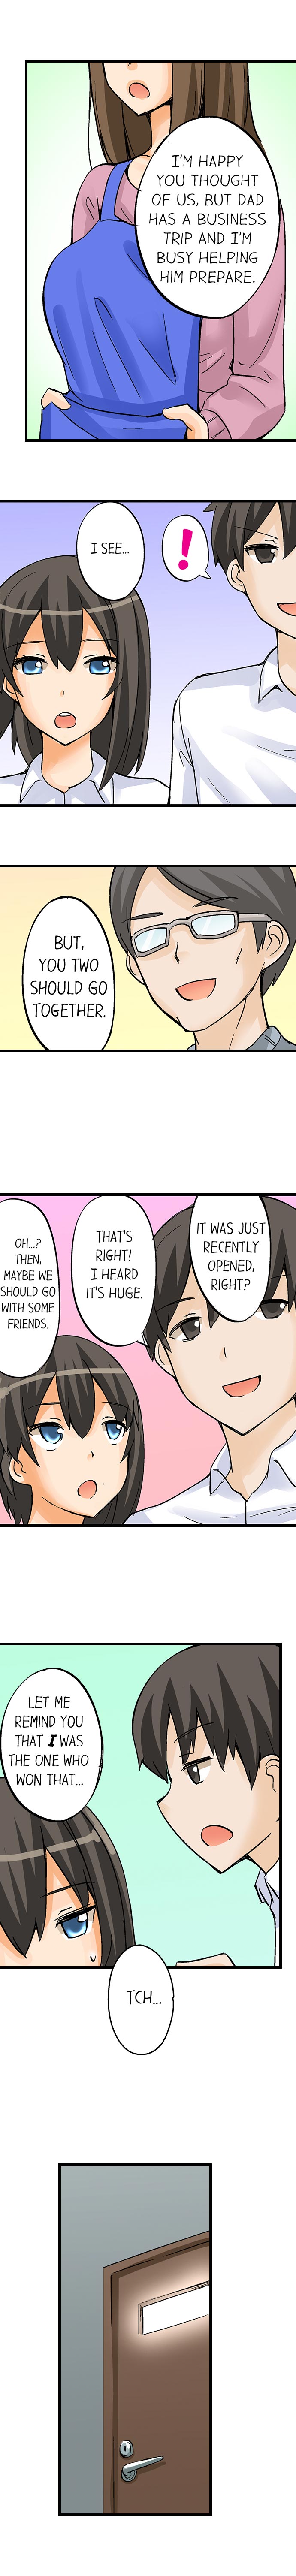 I'M HAPPY
YOU THOUGHT
OF US, BUT DAD
HAS A BUSINESS
TRIP AND I'M
BUSY HELPING
HIM PREPARE.
I SEE...
!
BUT,
YOU TWO
SHOULD GO
TOGETHER.
IT WAS JUST
RECENTLY
OPENED,
RIGHT?
THAT'S
RIGHT!
I HEARD
IT'S HUGE.
OH...?
THEN,
MAYBE WE
SHOULD GO
WITH SOME
FRIENDS.
LET ME
REMIND YOU
THAT I WAS
THE ONE WHO
WON THAT...
TCH...